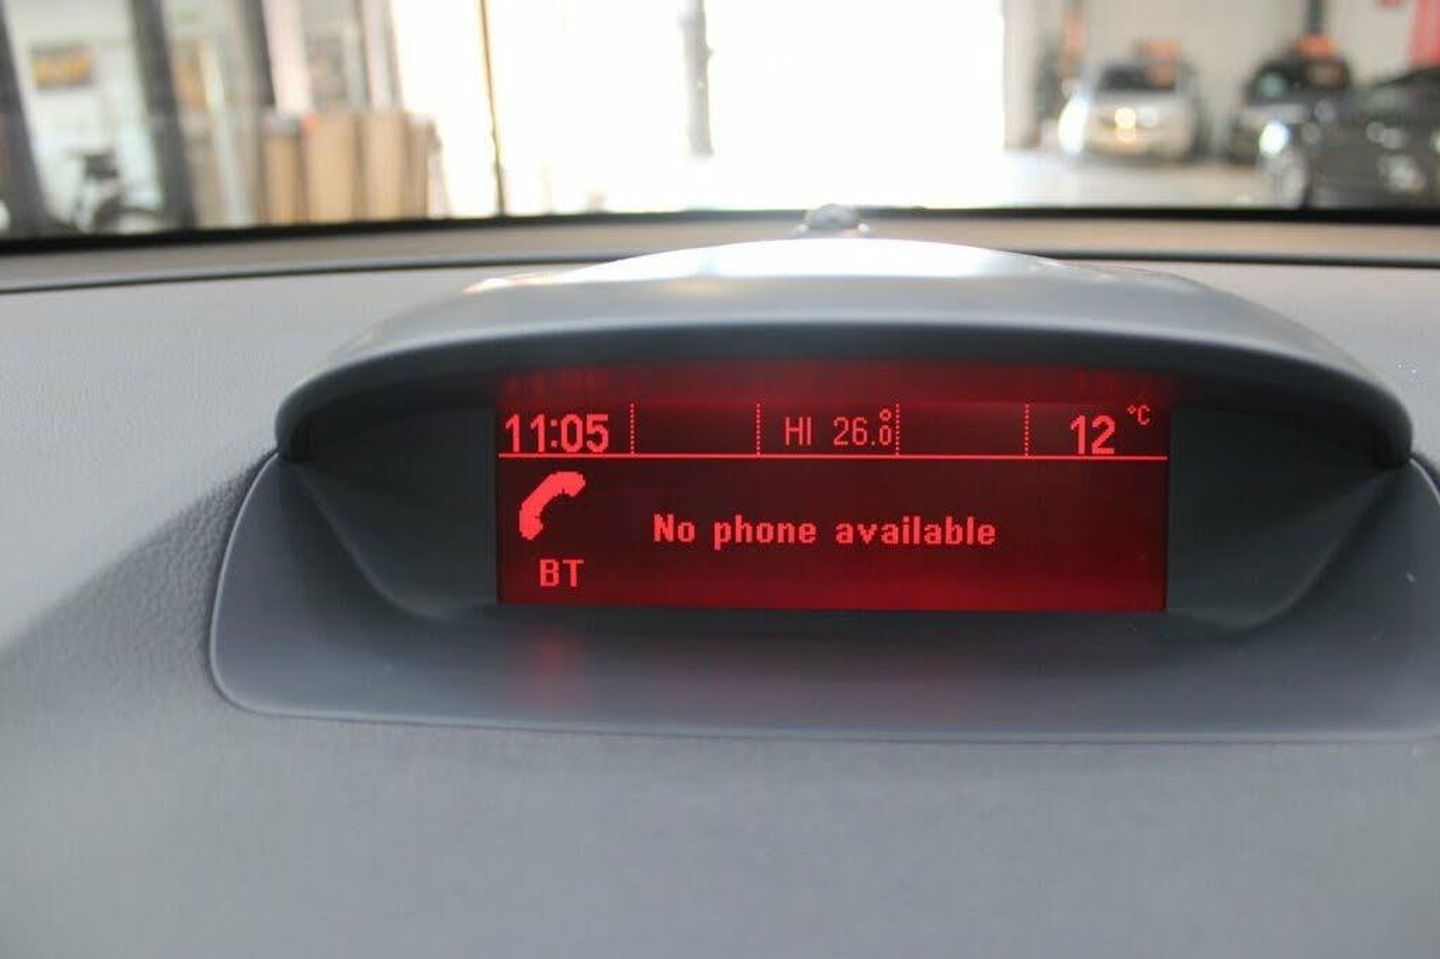 11:05 HI 26.0° 12 °C
No phone available
BT